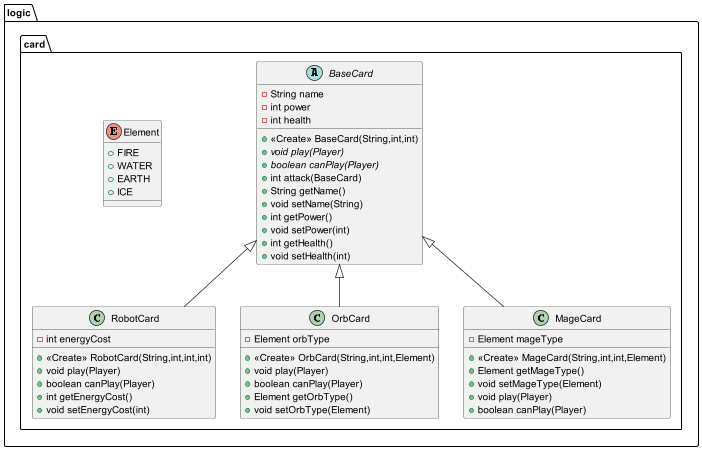 logic
card
A BaseCard
String name
int power
int health
«Create» BaseCard(String,int,int)
void play(Player)
boolean canPlay(Player)
int attack(BaseCard)
String getName()
void setName(String)
int getPower()
void setPower(int)
int getHealth()
void setHealth(int)
E Element
FIRE
WATER
EARTH
ICE
C RobotCard
int energyCost
«Create» RobotCard(String,int,int,int)
void play(Player)
boolean canPlay(Player)
int getEnergyCost()
void setEnergyCost(int)
C OrbCard
Element orbType
«Create» OrbCard(String,int,int,Element)
void play(Player)
boolean canPlay(Player)
Element getOrbType()
void setOrbType(Element)
C MageCard
Element mageType
«Create» MageCard(String,int,int,Element)
Element getMageType()
void setMageType(Element)
void play(Player)
boolean canPlay(Player)